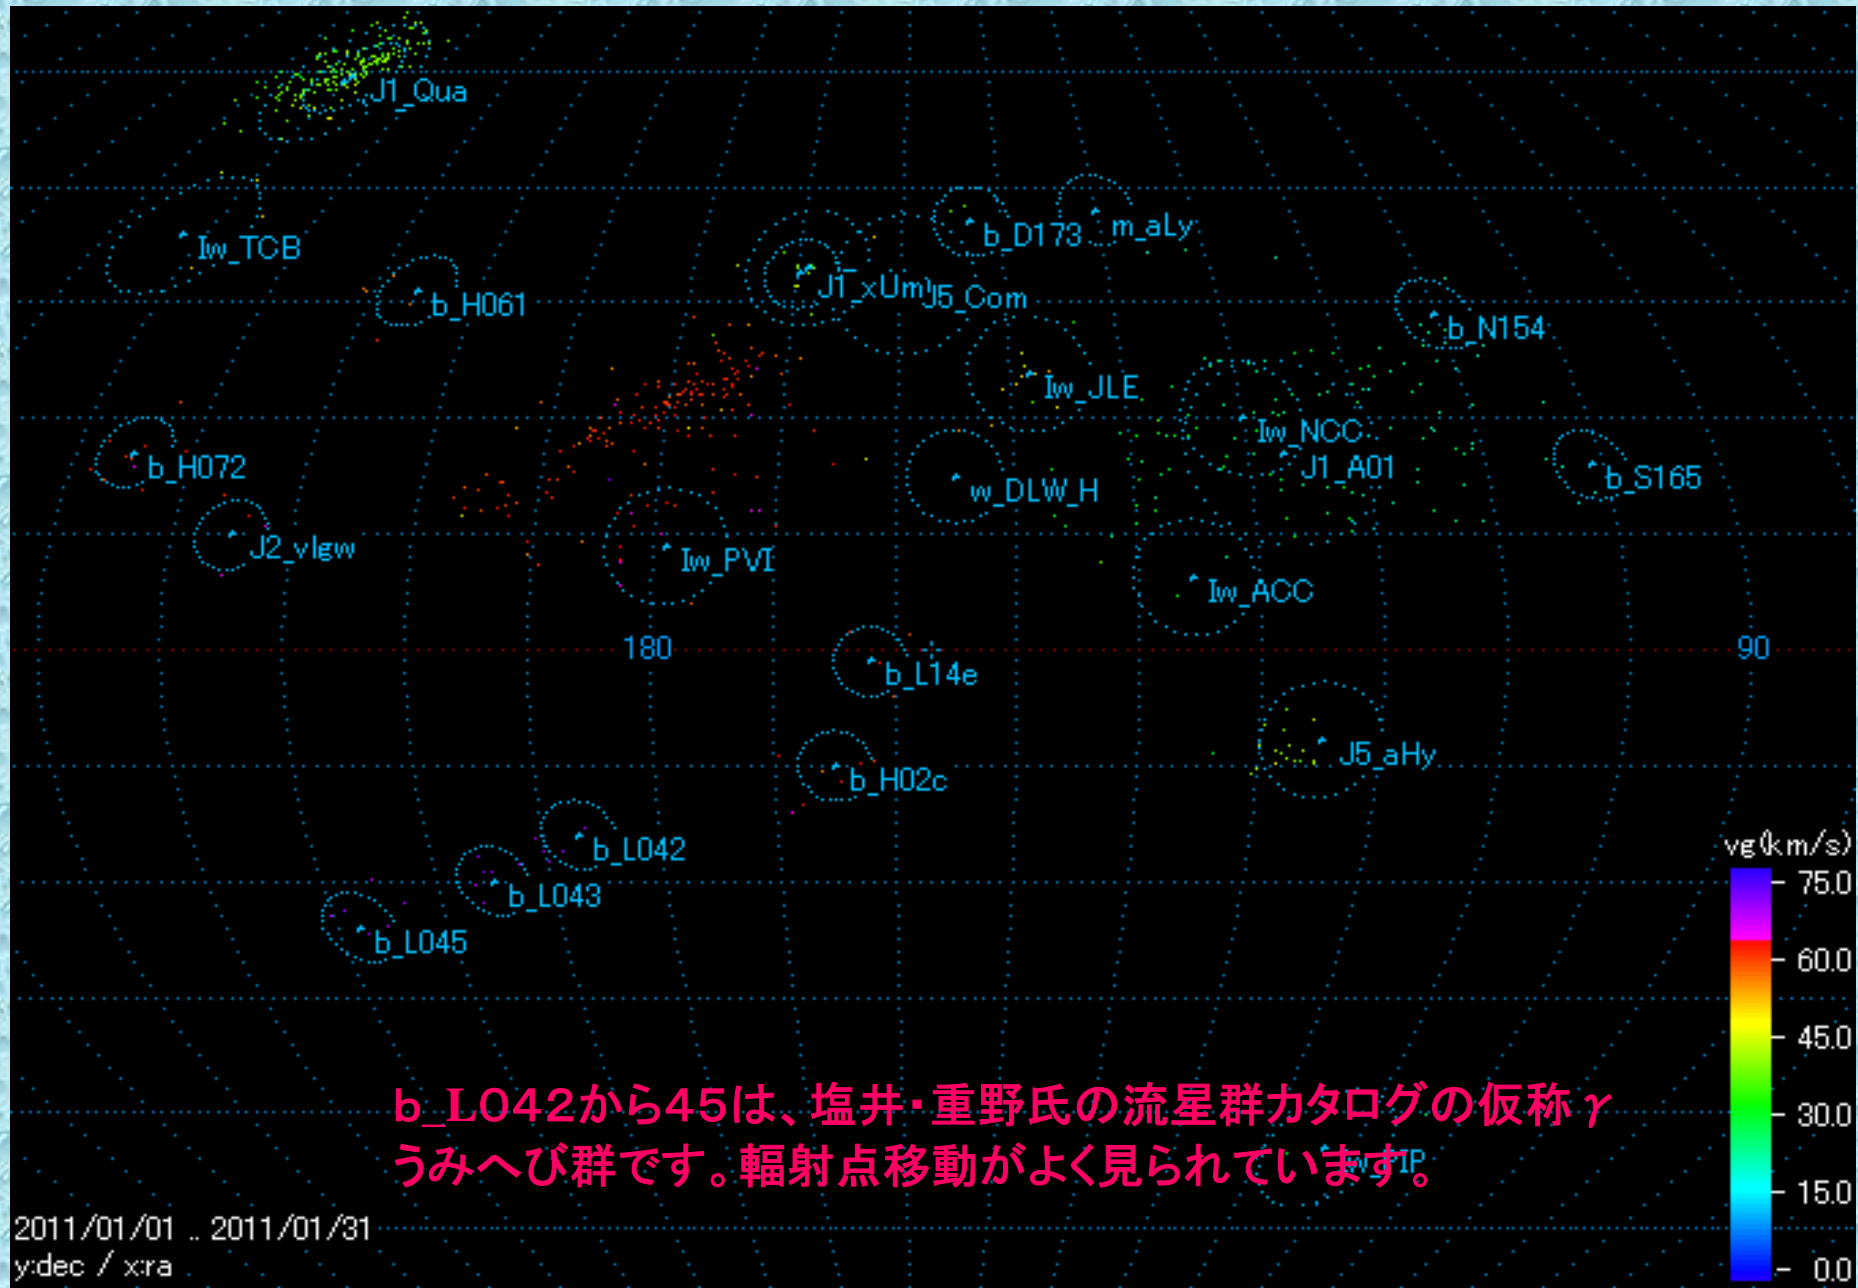 J1_Qua
Iw_TCB
b_H061
b_D173
m_aLy
J5_Com
b_N154
Iw_JLE
Iw_NCC
J1_A01
b_H072
w_DLW_H
b_S165
J2_vlgw
Iw_PVI
Iw_ACC
180
90
b_L14e
J5_aHy
b_H02c
b_L042
b_L043
b_L045
vg(km/s)
75.0
60.0
45.0
30.0
15.0
0.0
b_L042から45は、塩井・重野氏の流星群カタログの仮称γ
うみへび群です。輻射点移動がよく見られています。
2011/01/01 .. 2011/01/31
y:dec / x:ra